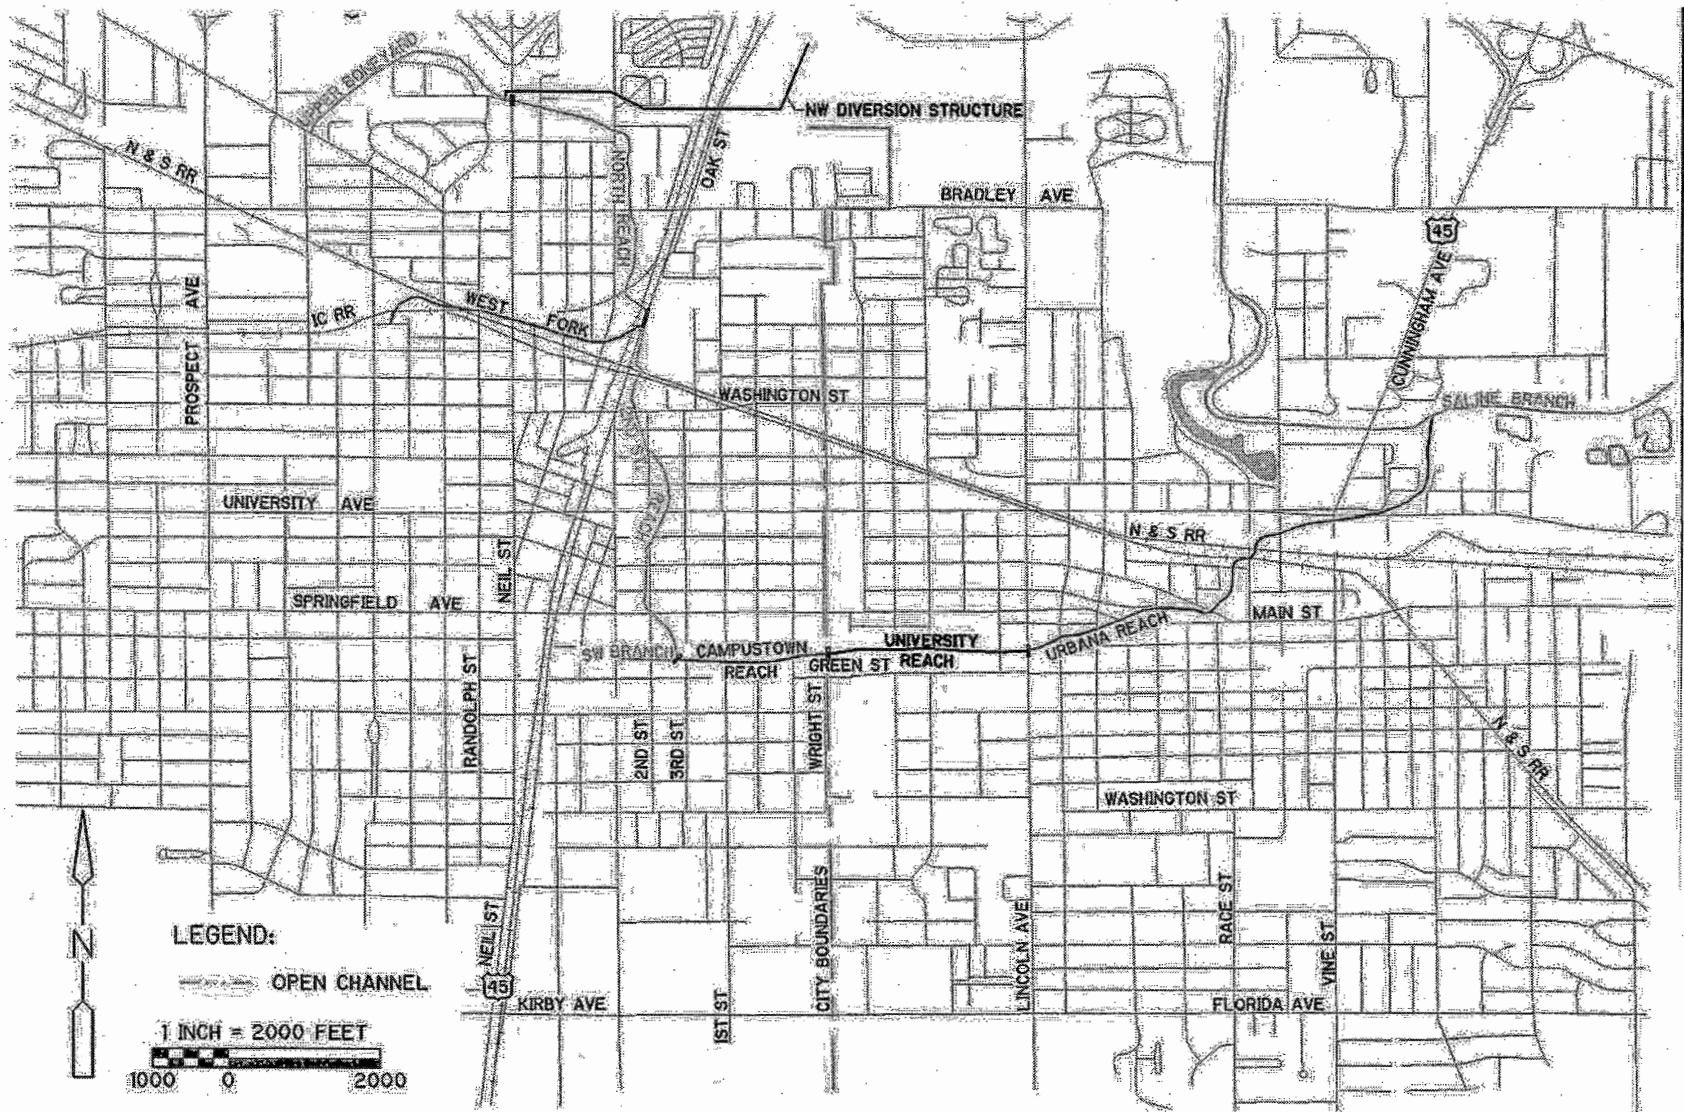 UPPER BONEYARD
NW DIVERSION STRUCTURE
N & S RR
OAK ST
NORTH REACH
BRADLEY AVE
45
CUNNINGHAM AVE
PROSPECT AVE
IC RR
WEST FORK
WASHINGTON ST
SALINE BRANCH
UNIVERSITY AVE
N & S RR
NEIL ST
SPRINGFIELD AVE
MAIN ST
URBANA REACH
SW BRANCH
CAMPUSTOWN
REACH
UNIVERSITY
REACH
GREEN ST
RANDOLPH ST
2ND ST
3RD ST
WRIGHT ST
N & S RR
WASHINGTON ST
CITY BOUNDARIES
LINCOLN AVE
RACE ST
VINE ST
NEIL ST
45
KIRBY AVE
1ST ST
FLORIDA AVE
N
LEGEND:
OPEN CHANNEL
1 INCH = 2000 FEET
1000 0 2000